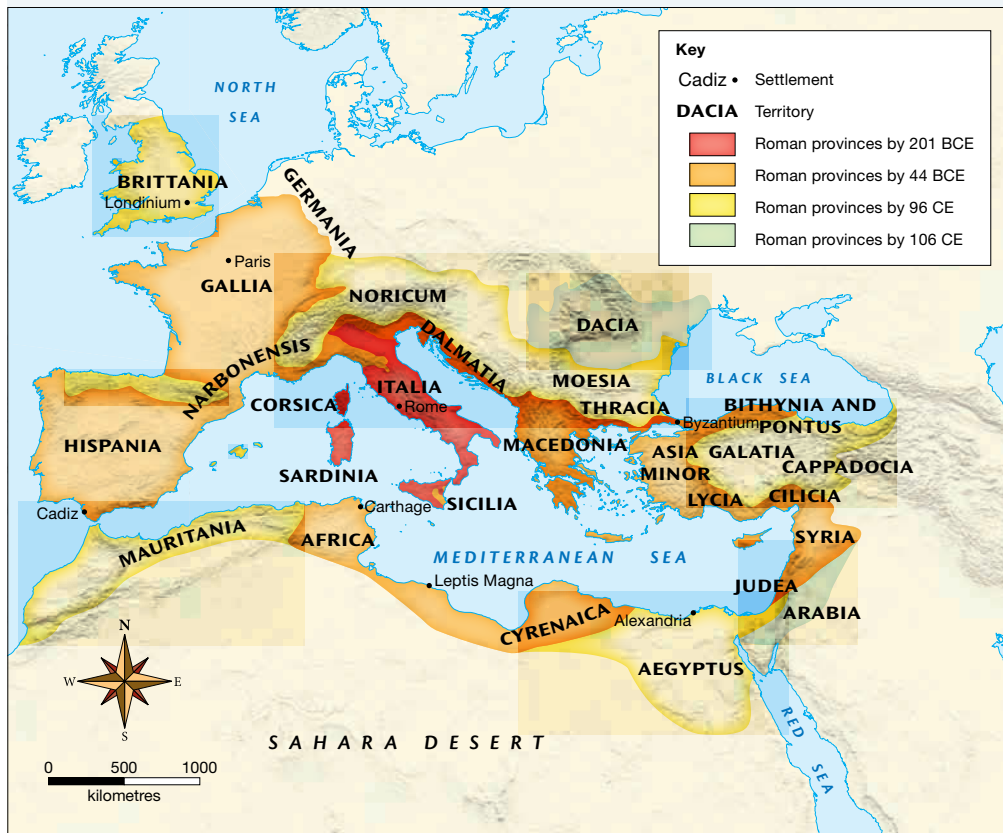 Key
Cadiz • Settlement
DACIA Territory
Roman provinces by 201 BCE
Roman provinces by 44 BCE
Roman provinces by 96 CE
Roman provinces by 106 CE
NORTH
SEA
BRITTANIA
Londinium
GERMANIA
Paris
GALLIA
NORICUM
DACIA
DALMATIA
NARBONENSIS
MOESIA
BLACK SEA
ITALIA
CORSICA
Rome
THRACIA
Byzantium
BITHYNIA AND
PONTUS
HISPANIA
MACEDONIA
ASIA
MINOR
GALATIA
CAPPADOCIA
SARDINIA
SICILIA
LYCIA
CILICIA
Cadiz
Carthage
MAURITANIA
AFRICA
SYRIA
MEDITERRANEAN SEA
Leptis Magna
JUDEA
CYRENAICA
Alexandria
ARABIA
AEGYPTUS
N
W
E
S
RED
SEA
SAHARA DESERT
0 500 1000
kilometres